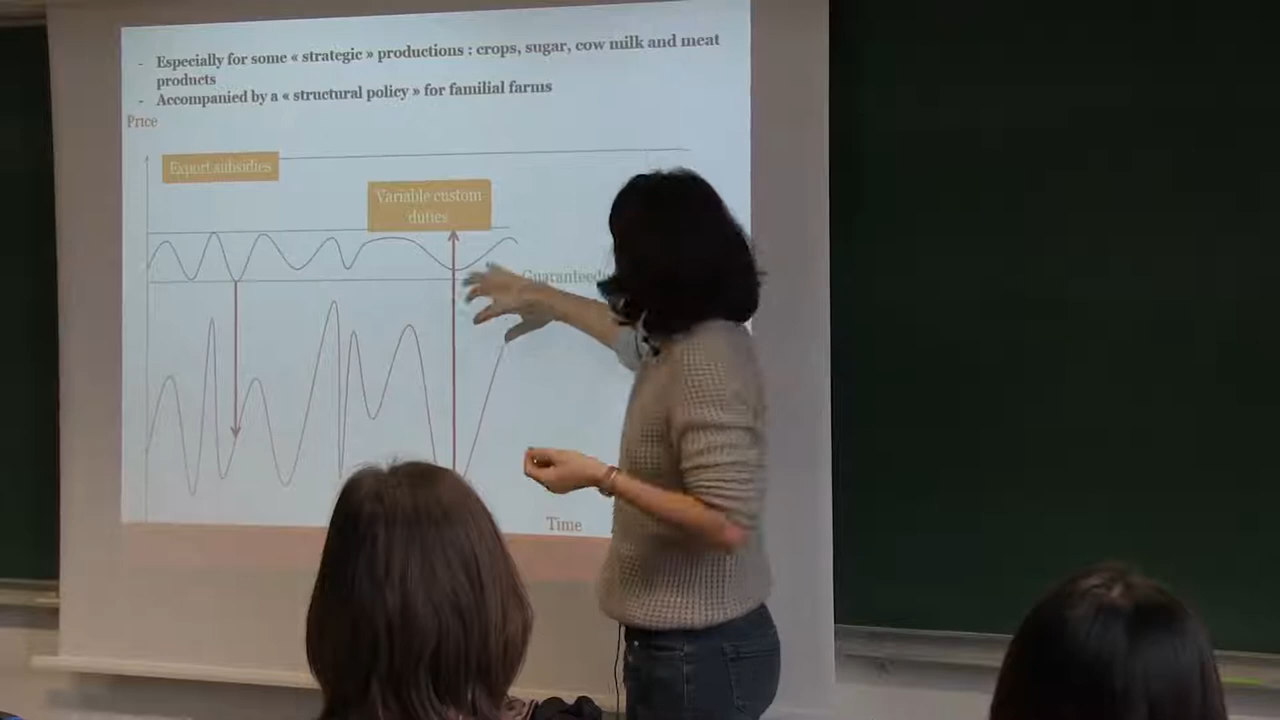 - Especially for some « strategic » productions : crops, sugar, cow milk and meat
products
- Accompanied by a « structural policy » for familial farms
Price
Export subsidies
Variable custom
duties
Guaranteed
Time